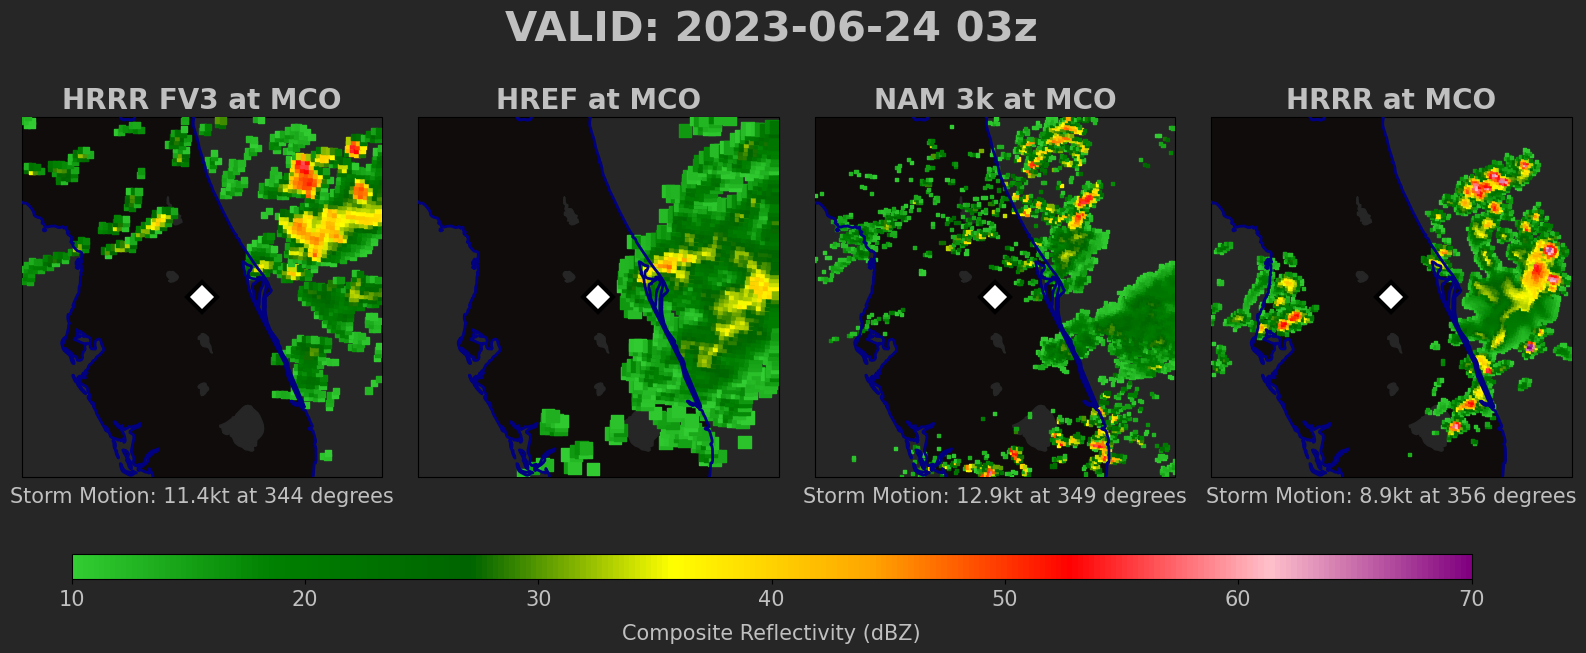 VALID: 2023-06-24 03z
HRRR FV3 at MCO
HREF at MCO
NAM 3k at MCO
HRRR at MCO
Storm Motion: 11.4kt at 344 degrees
Storm Motion: 12.9kt at 349 degrees
Storm Motion: 8.9kt at 356 degrees
10 20 30 40 50 60 70
Composite Reflectivity (dBZ)